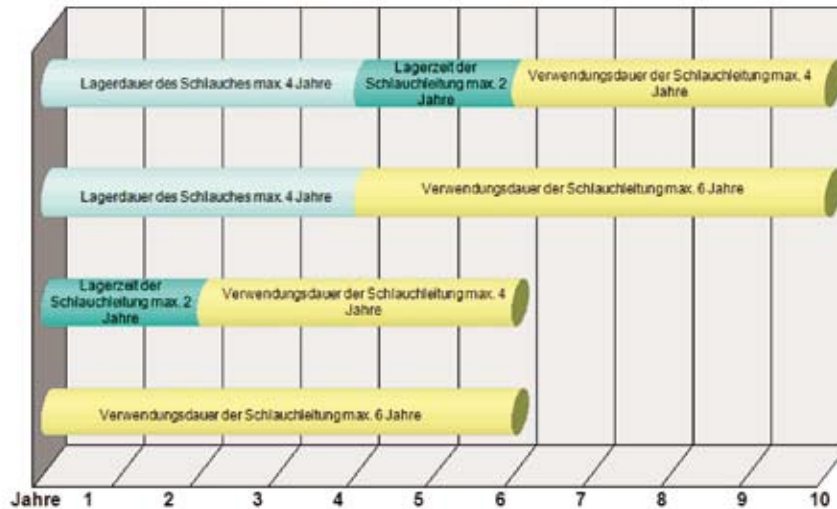 Lagerdauer des Schlauches max. 4 Jahre
Lagerzeit der
Schlauchleitung max. 2
Jahre
Verwendungsdauer der Schlauchleitung max. 4
Jahre
Lagerdauer des Schlauches max. 4 Jahre
Verwendungsdauer der Schlauchleitung max. 6 Jahre
Lagerzeit der
Schlauchleitung max. 2
Jahre
Verwendungsdauer der Schlauchleitung max. 4
Jahre
Verwendungsdauer der Schlauchleitung max. 6 Jahre
Jahre 1 2 3 4 5 6 7 8 9 10